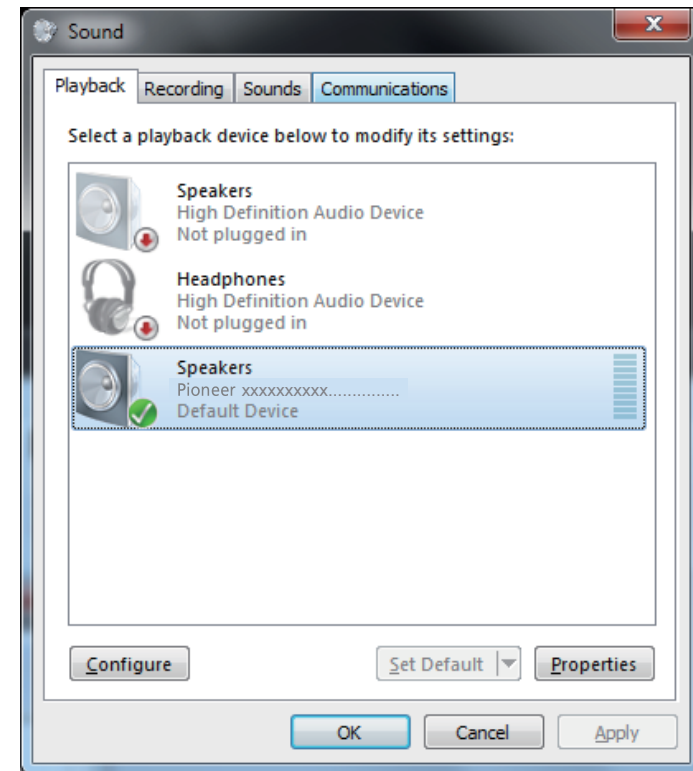 Sound
Playback Recording Sounds Communications
Select a playback device below to modify its settings:
Speakers
High Definition Audio Device
Not plugged in
Headphones
High Definition Audio Device
Not plugged in
Speakers
Pioneer xxxxxxxxxx...............
Default Device
Configure Set Default Properties
OK Cancel Apply